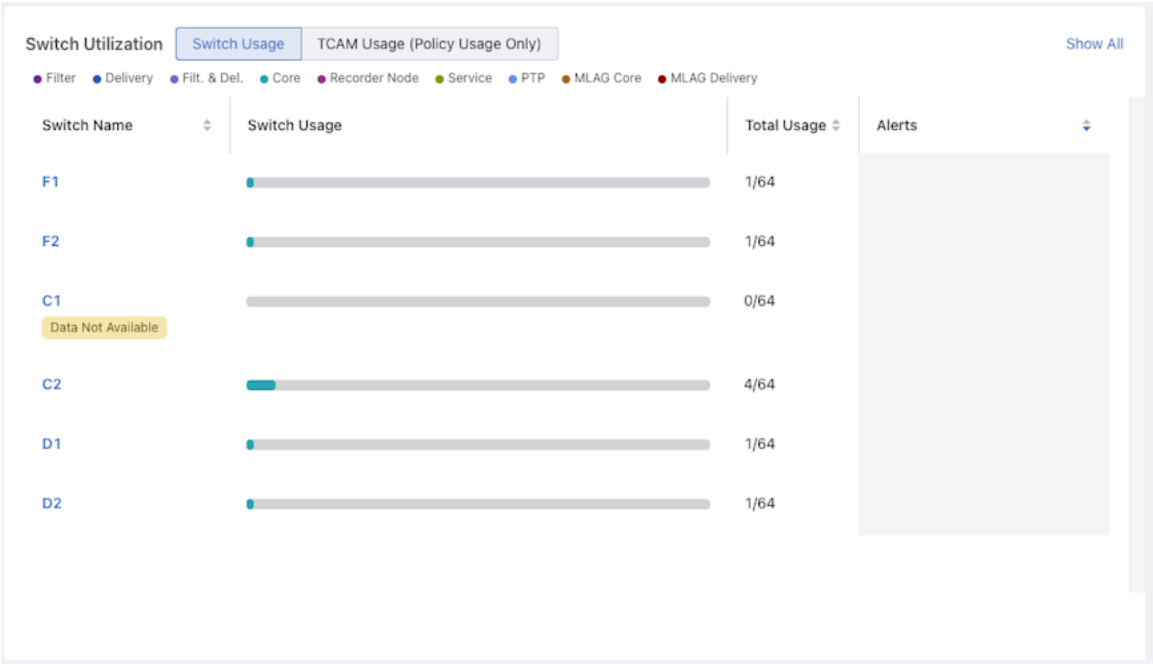 Switch Utilization Switch Usage TCAM Usage (Policy Usage Only) Show All
Filter Delivery Filt. & Del. Core Recorder Node Service PTP MLAG Core MLAG Delivery
Switch Name Switch Usage Total Usage Alerts
F1 1/64
F2 1/64
C1 0/64
Data Not Available
C2 4/64
D1 1/64
D2 1/64